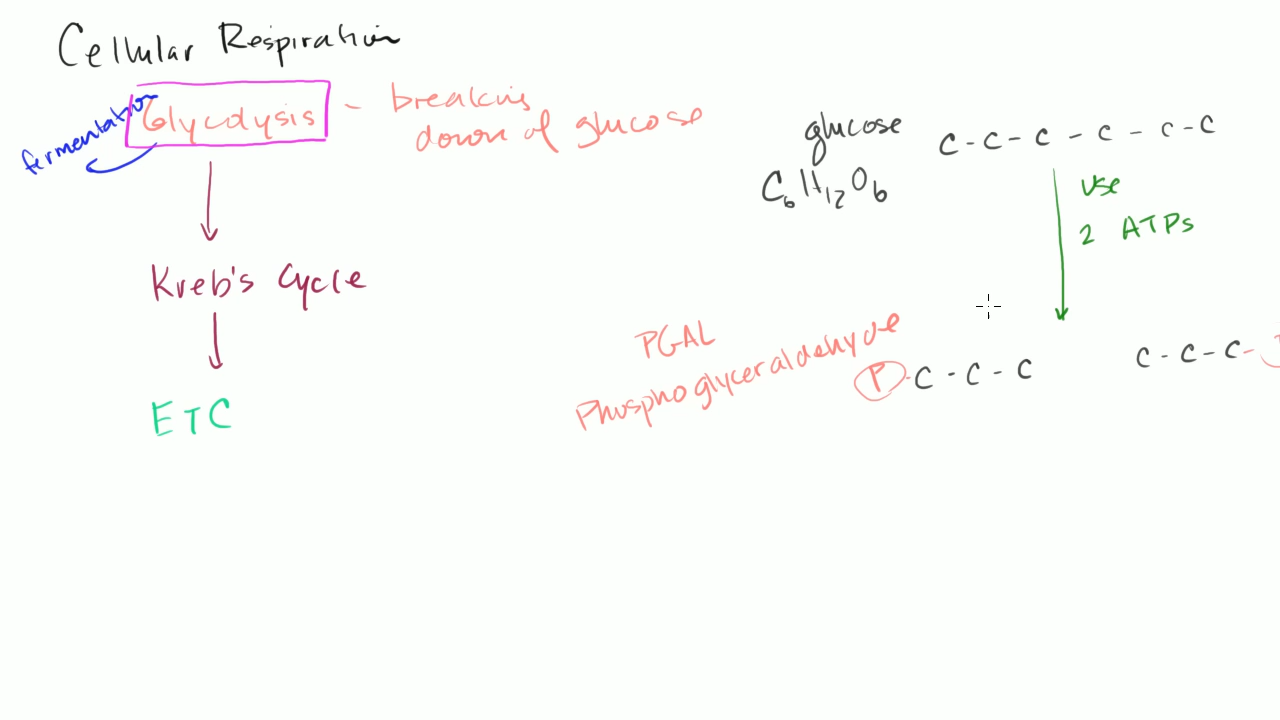 Cellular Respiration
fermentation
Glycolysis - breaking
down of glucose
glucose C-C-C-C-C-C
C6H12O6
use
2 ATPs
Kreb's Cycle
PGAL
Phosphoglyceraldehyde
P-C-C-C C-C-C-
ETC